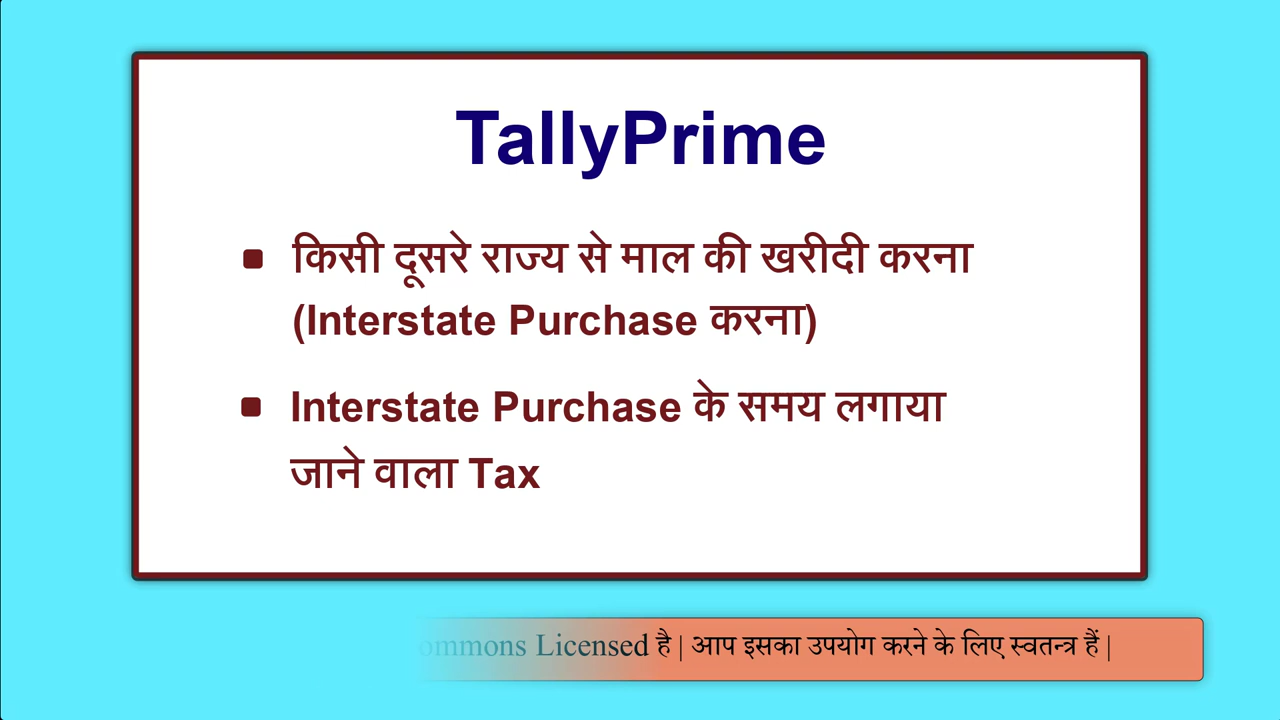 TallyPrime
▪ किसी दूसरे राज्य से माल की खरीदी करना
(Interstate Purchase करना)
▪ Interstate Purchase के समय लगाया
जाने वाला Tax
ommons Licensed है | आप इसका उपयोग करने के लिए स्वतन्त्र हैं |